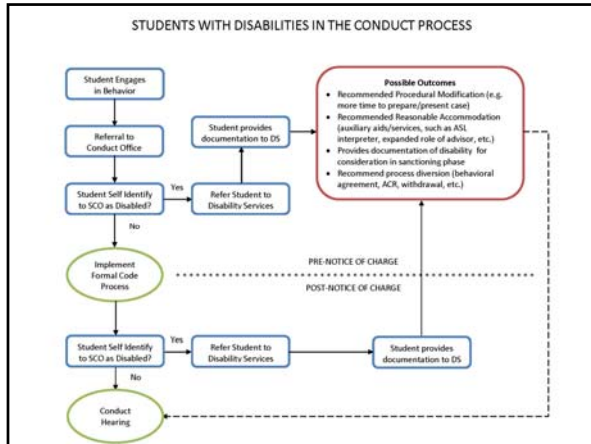 STUDENTS WITH DISABILITIES IN THE CONDUCT PROCESS
Student Engages
in Behavior
Referral to
Conduct Office
Student Self Identify
to SCO as Disabled?
Yes
Refer Student to
Disability Services
Student provides
documentation to DS
Possible Outcomes
• Recommended Procedural Modification (e.g.
more time to prepare/present case)
• Recommended Reasonable Accommodation
(auxiliary aids/services, such as ASL
interpreter, expanded role of advisor, etc.)
• Provides documentation of disability for
consideration in sanctioning phase
• Recommend process diversion (behavioral
agreement, ACR, withdrawal, etc.)
No
Implement
Formal Code
Process
PRE-NOTICE OF CHARGE
POST-NOTICE OF CHARGE
Student Self Identify
to SCO as Disabled?
Yes
Refer Student to
Disability Services
Student provides
documentation to DS
No
Conduct
Hearing